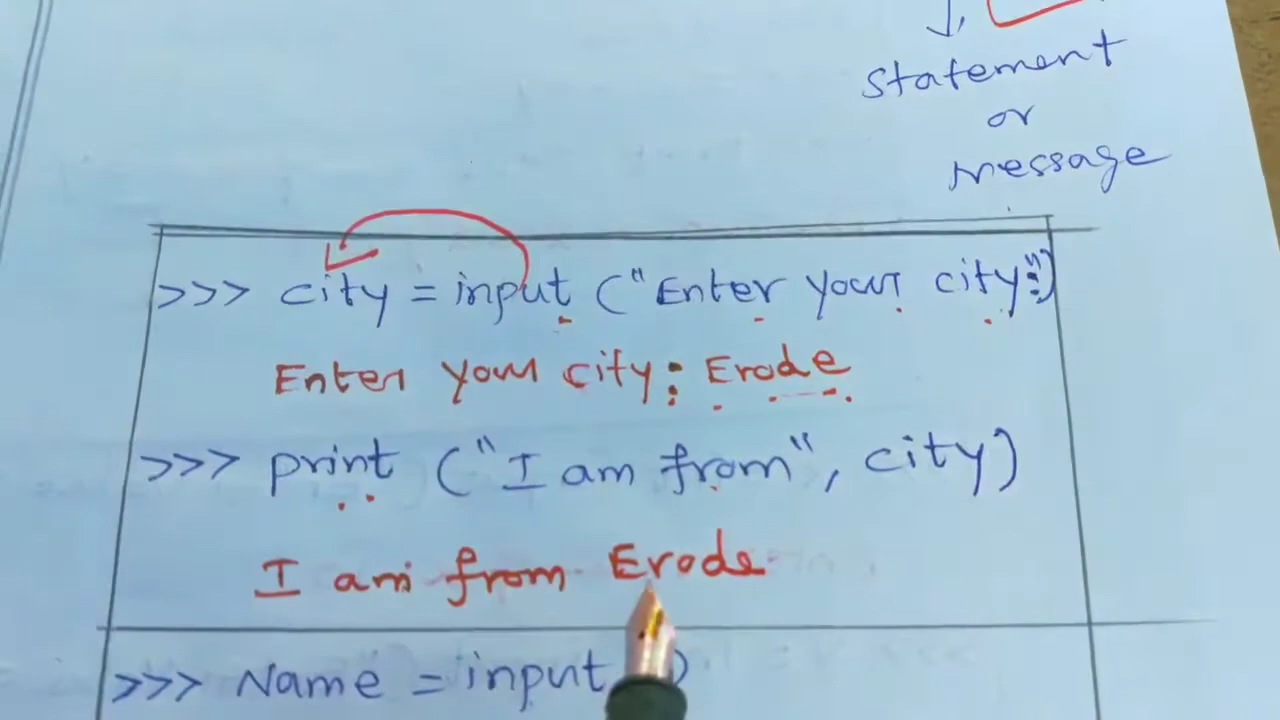 Statement
or
Message
>>> city = input ("Enter your city:")
Enter your city: Erode
>>> print ("I am from", city)
I am from Erode
>>> Name = input )